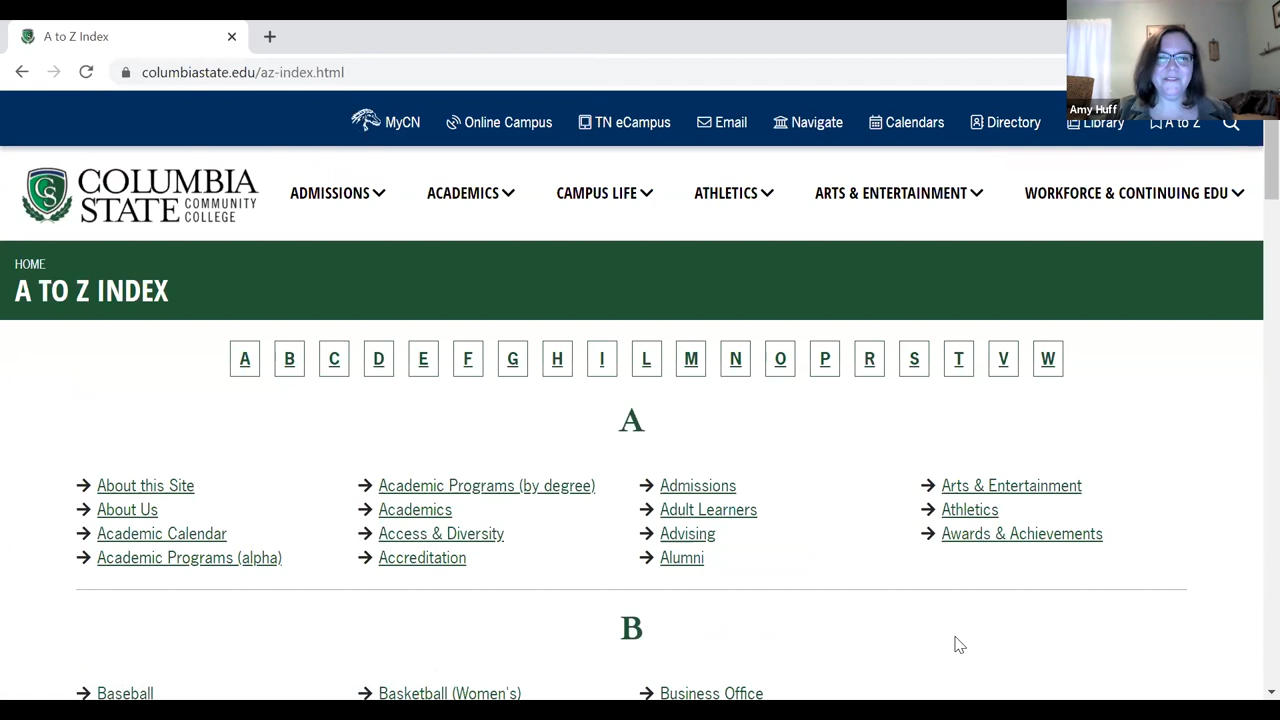 A to Z Index
columbiastate.edu/az-index.html
Amy Huff
MyCN Online Campus TN eCampus Email Navigate Calendars Directory Library A to Z
COLUMBIA
STATE COMMUNITY
COLLEGE
CS
ADMISSIONS ACADEMICS CAMPUS LIFE ATHLETICS ARTS & ENTERTAINMENT WORKFORCE & CONTINUING EDU
HOME
A TO Z INDEX
A B C D E F G H I L M N O P R S T V W
A
About this Site Academic Programs (by degree) Admissions Arts & Entertainment
About Us Academics Adult Learners Athletics
Academic Calendar Access & Diversity Advising Awards & Achievements
Academic Programs (alpha) Accreditation Alumni
B
Baseball Basketball (Women's) Business Office